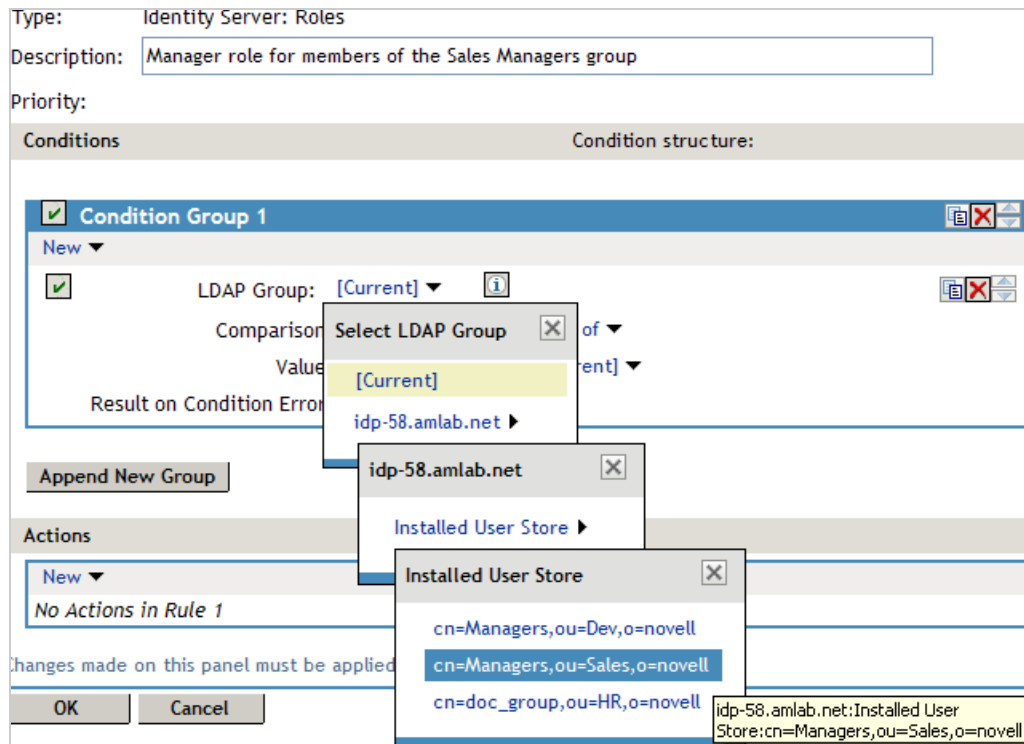 Type: Identity Server: Roles
Description: Manager role for members of the Sales Managers group
Priority:
Conditions Condition structure:
Condition Group 1
New
LDAP Group: [Current]
Comparison of
Select LDAP Group
Value rent]
[Current]
Result on Condition Error
idp-58.amlab.net
idp-58.amlab.net
Append New Group
Installed User Store
Actions
Installed User Store
New
No Actions in Rule 1
cn=Managers,ou=Dev,o=novell
Changes made on this panel must be applied
cn=Managers,ou=Sales,o=novell
cn=doc_group,ou=HR,o=novell
OK Cancel
idp-58.amlab.net:Installed User
Store:cn=Managers,ou=Sales,o=novell